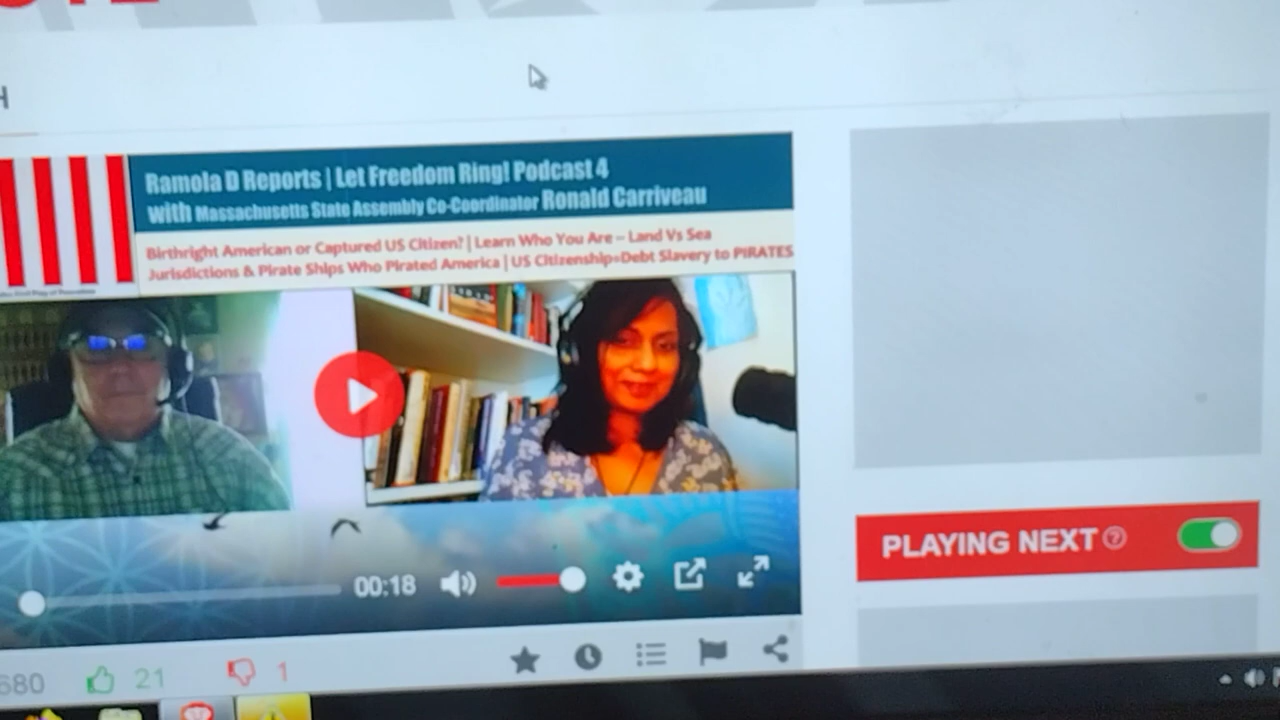 H
Ramola D Reports | Let Freedom Ring! Podcast 4
with Massachusetts State Assembly Co-Coordinator Ronald Carriveau
Birthright American or Captured US Citizen? | Learn Who You Are – Land Vs Sea
Jurisdictions & Pirate Ships Who Pirated America | US Citizenship=Debt Slavery to PIRATES
00:18
PLAYING NEXT ?
680 21 1